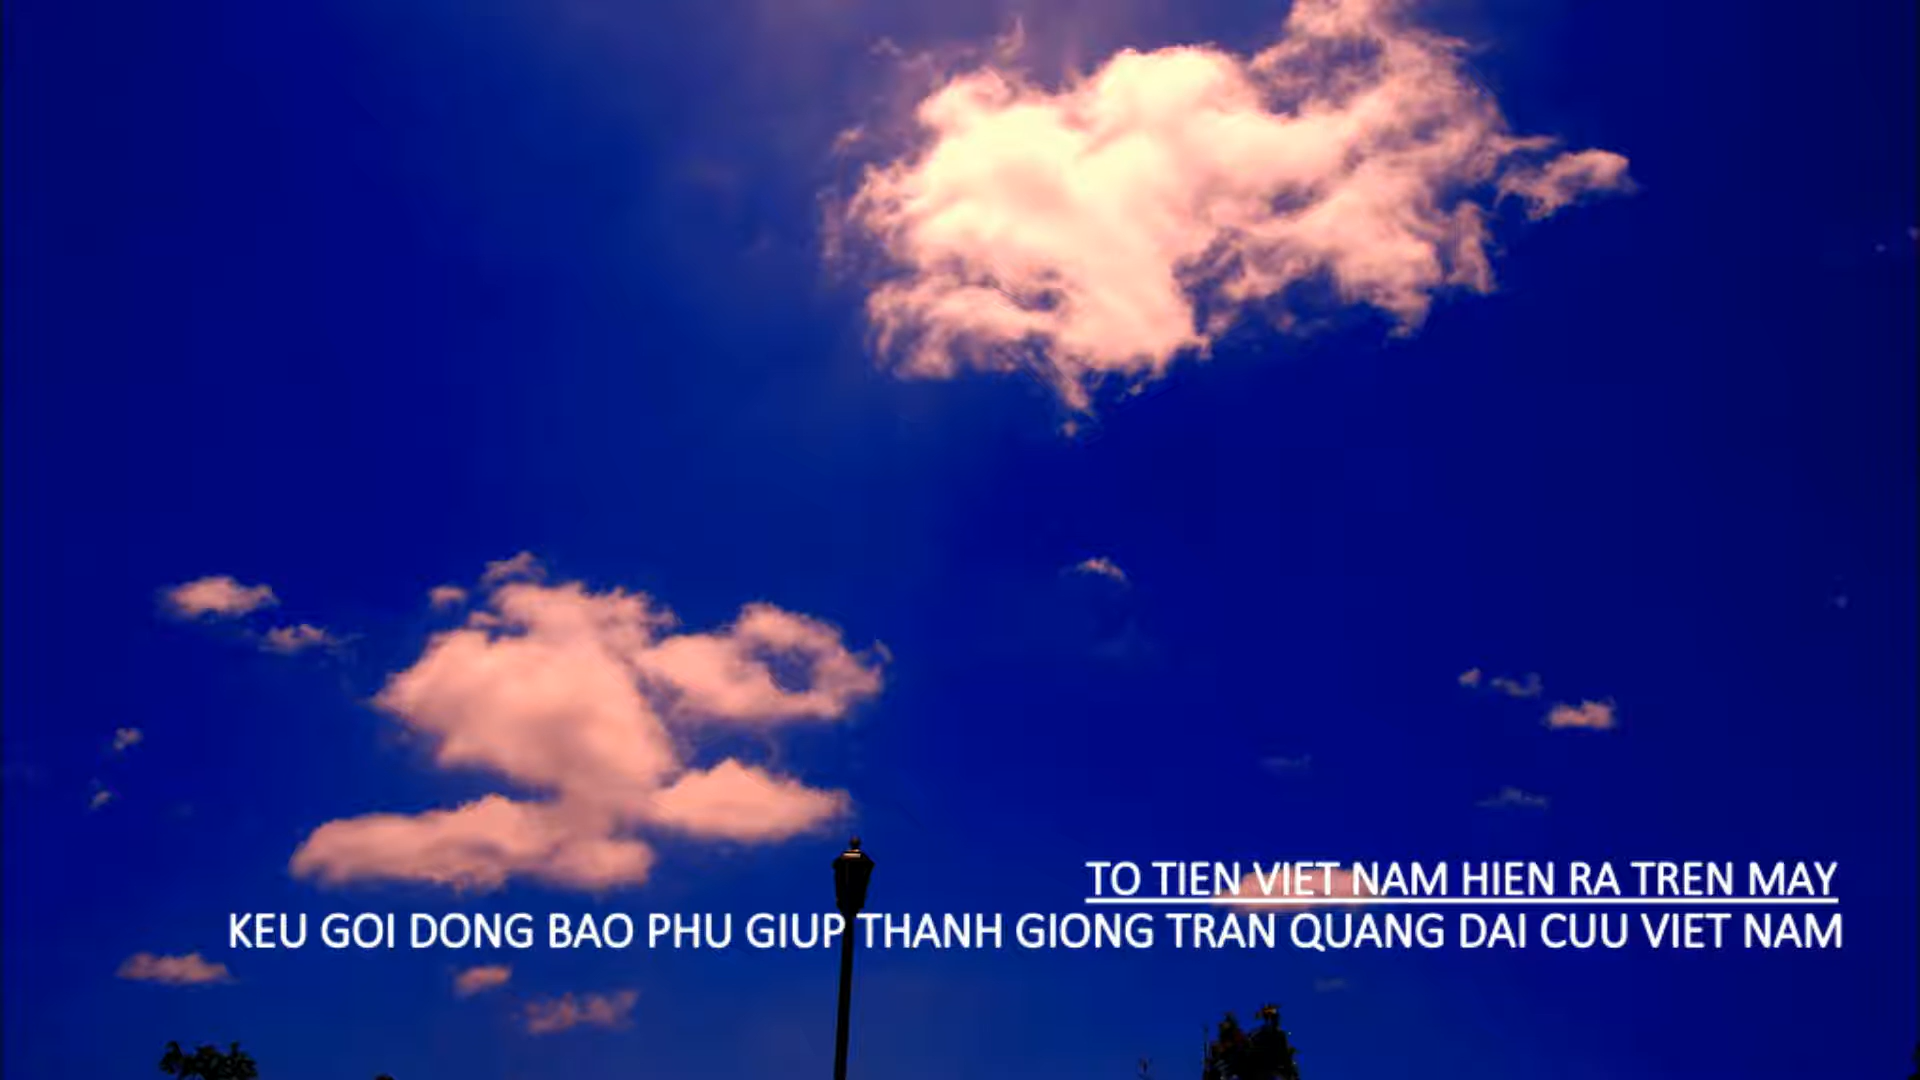 TO TIEN VIET NAM HIEN RA TREN MAY
KEU GOI DONG BAO PHU GIUP THANH GIONG TRAN QUANG DAI CUU VIET NAM